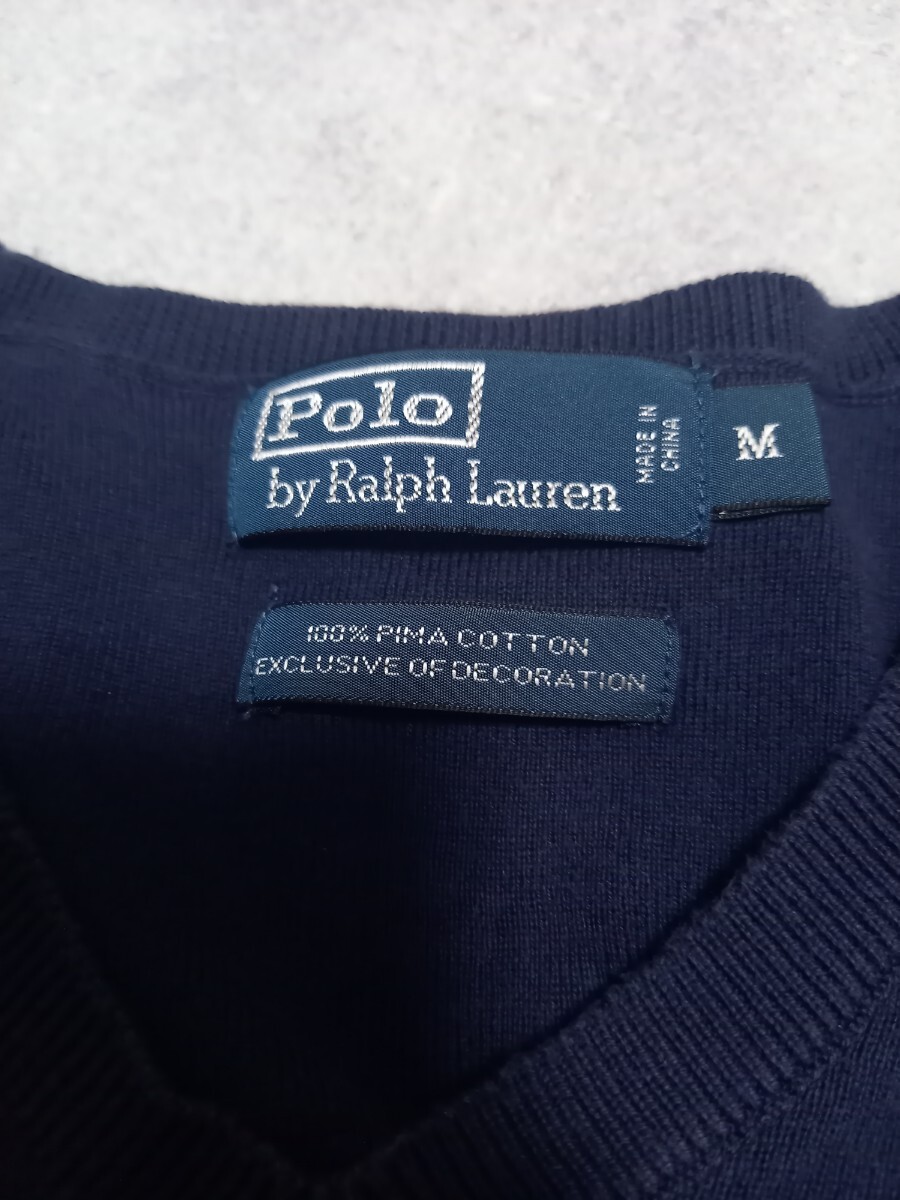 Polo
by Ralph Lauren
MADE IN
CHINA
M
100% PIMA COTTON
EXCLUSIVE OF DECORATION